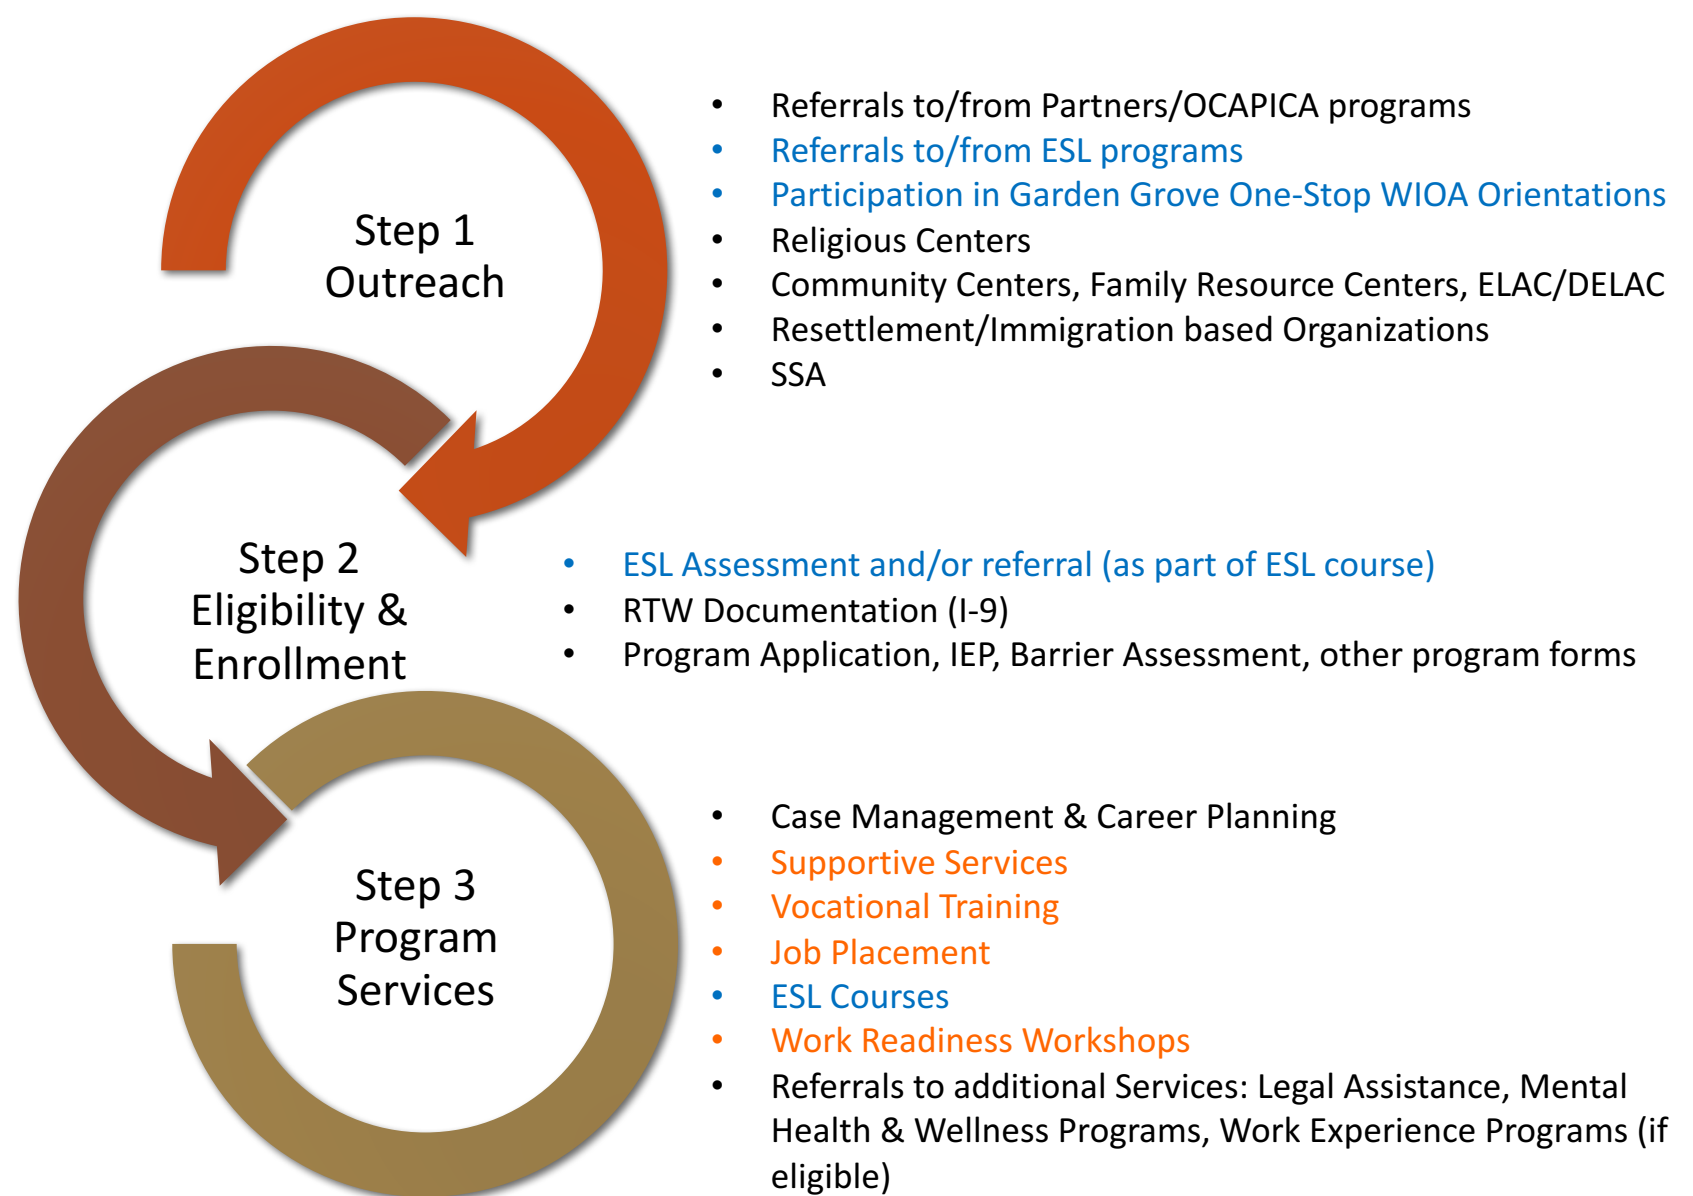 Step 1
Outreach
• Referrals to/from Partners/OCAPICA programs
• Referrals to/from ESL programs
• Participation in Garden Grove One-Stop WIOA Orientations
• Religious Centers
• Community Centers, Family Resource Centers, ELAC/DELAC
• Resettlement/Immigration based Organizations
• SSA
Step 2
Eligibility &
Enrollment
• ESL Assessment and/or referral (as part of ESL course)
• RTW Documentation (I-9)
• Program Application, IEP, Barrier Assessment, other program forms
Step 3
Program
Services
• Case Management & Career Planning
• Supportive Services
• Vocational Training
• Job Placement
• ESL Courses
• Work Readiness Workshops
• Referrals to additional Services: Legal Assistance, Mental
Health & Wellness Programs, Work Experience Programs (if
eligible)